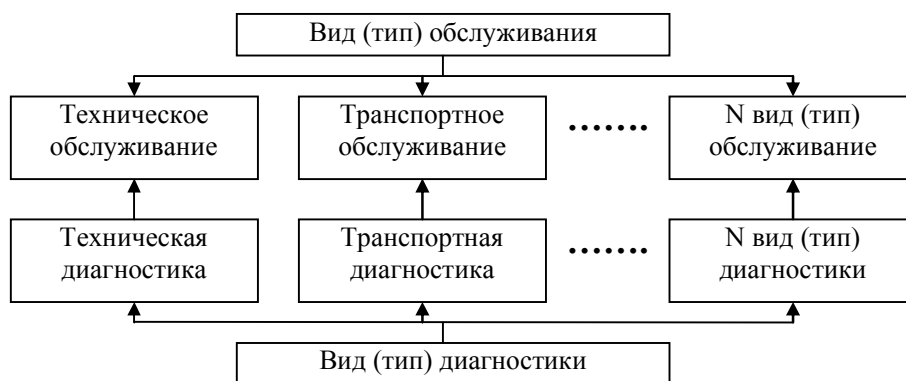 Вид (тип) обслуживания
Техническое
обслуживание
Транспортное
обслуживание
…….
N вид (тип)
обслуживание
Техническая
диагностика
Транспортная
диагностика
…….
N вид (тип)
диагностики
Вид (тип) диагностики